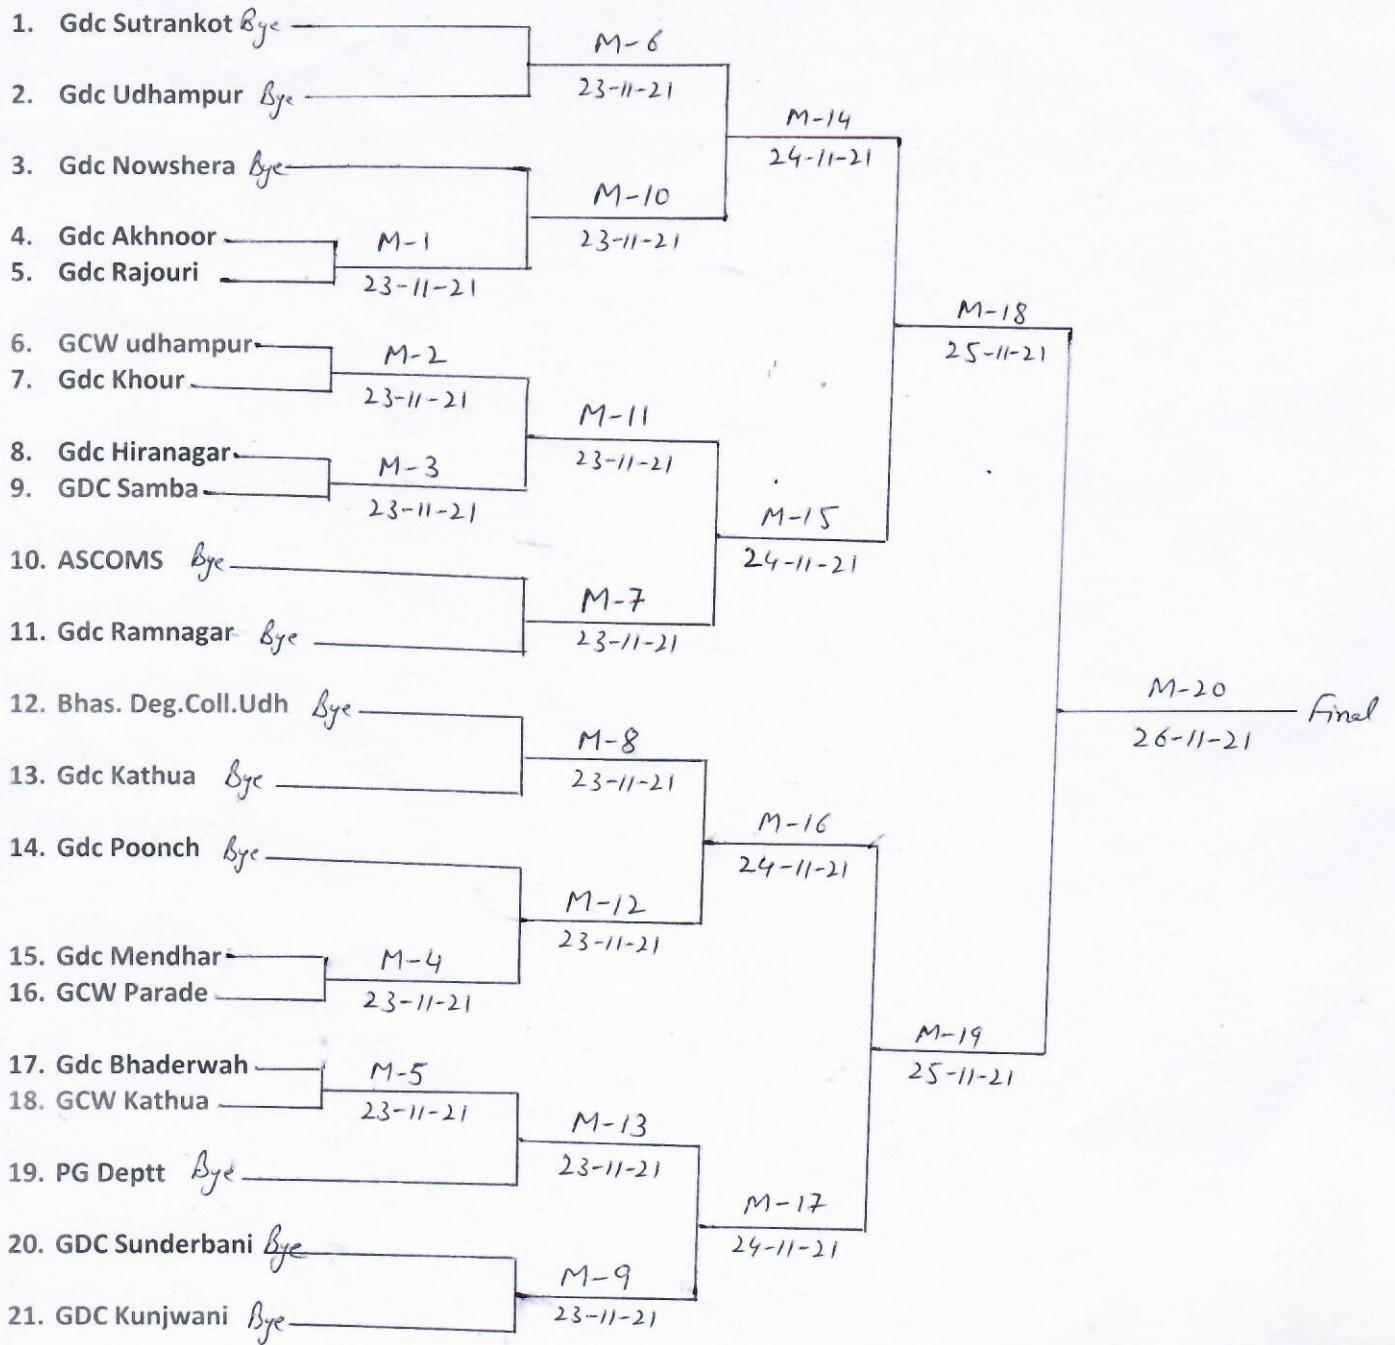 1. Gdc Sutrankot Bye
M-6
23-11-21
2. Gdc Udhampur Bye
M-14
24-11-21
3. Gdc Nowshera Bye
M-10
23-11-21
4. Gdc Akhnoor
M-1
5. Gdc Rajouri
23-11-21
M-18
25-11-21
6. GCW udhampur
M-2
7. Gdc Khour
23-11-21
M-11
23-11-21
8. Gdc Hiranagar
M-3
9. GDC Samba
23-11-21
M-15
24-11-21
10. ASCOMS Bye
M-7
23-11-21
11. Gdc Ramnagar Bye
12. Bhas. Deg.Coll.Udh Bye
M-20
Final
26-11-21
M-8
23-11-21
13. Gdc Kathua Bye
M-16
24-11-21
14. Gdc Poonch Bye
M-12
23-11-21
15. Gdc Mendhar
M-4
16. GCW Parade
23-11-21
M-19
25-11-21
17. Gdc Bhaderwah
M-5
18. GCW Kathua
23-11-21
M-13
23-11-21
19. PG Deptt Bye
M-17
24-11-21
20. GDC Sunderbani Bye
M-9
23-11-21
21. GDC Kunjwani Bye